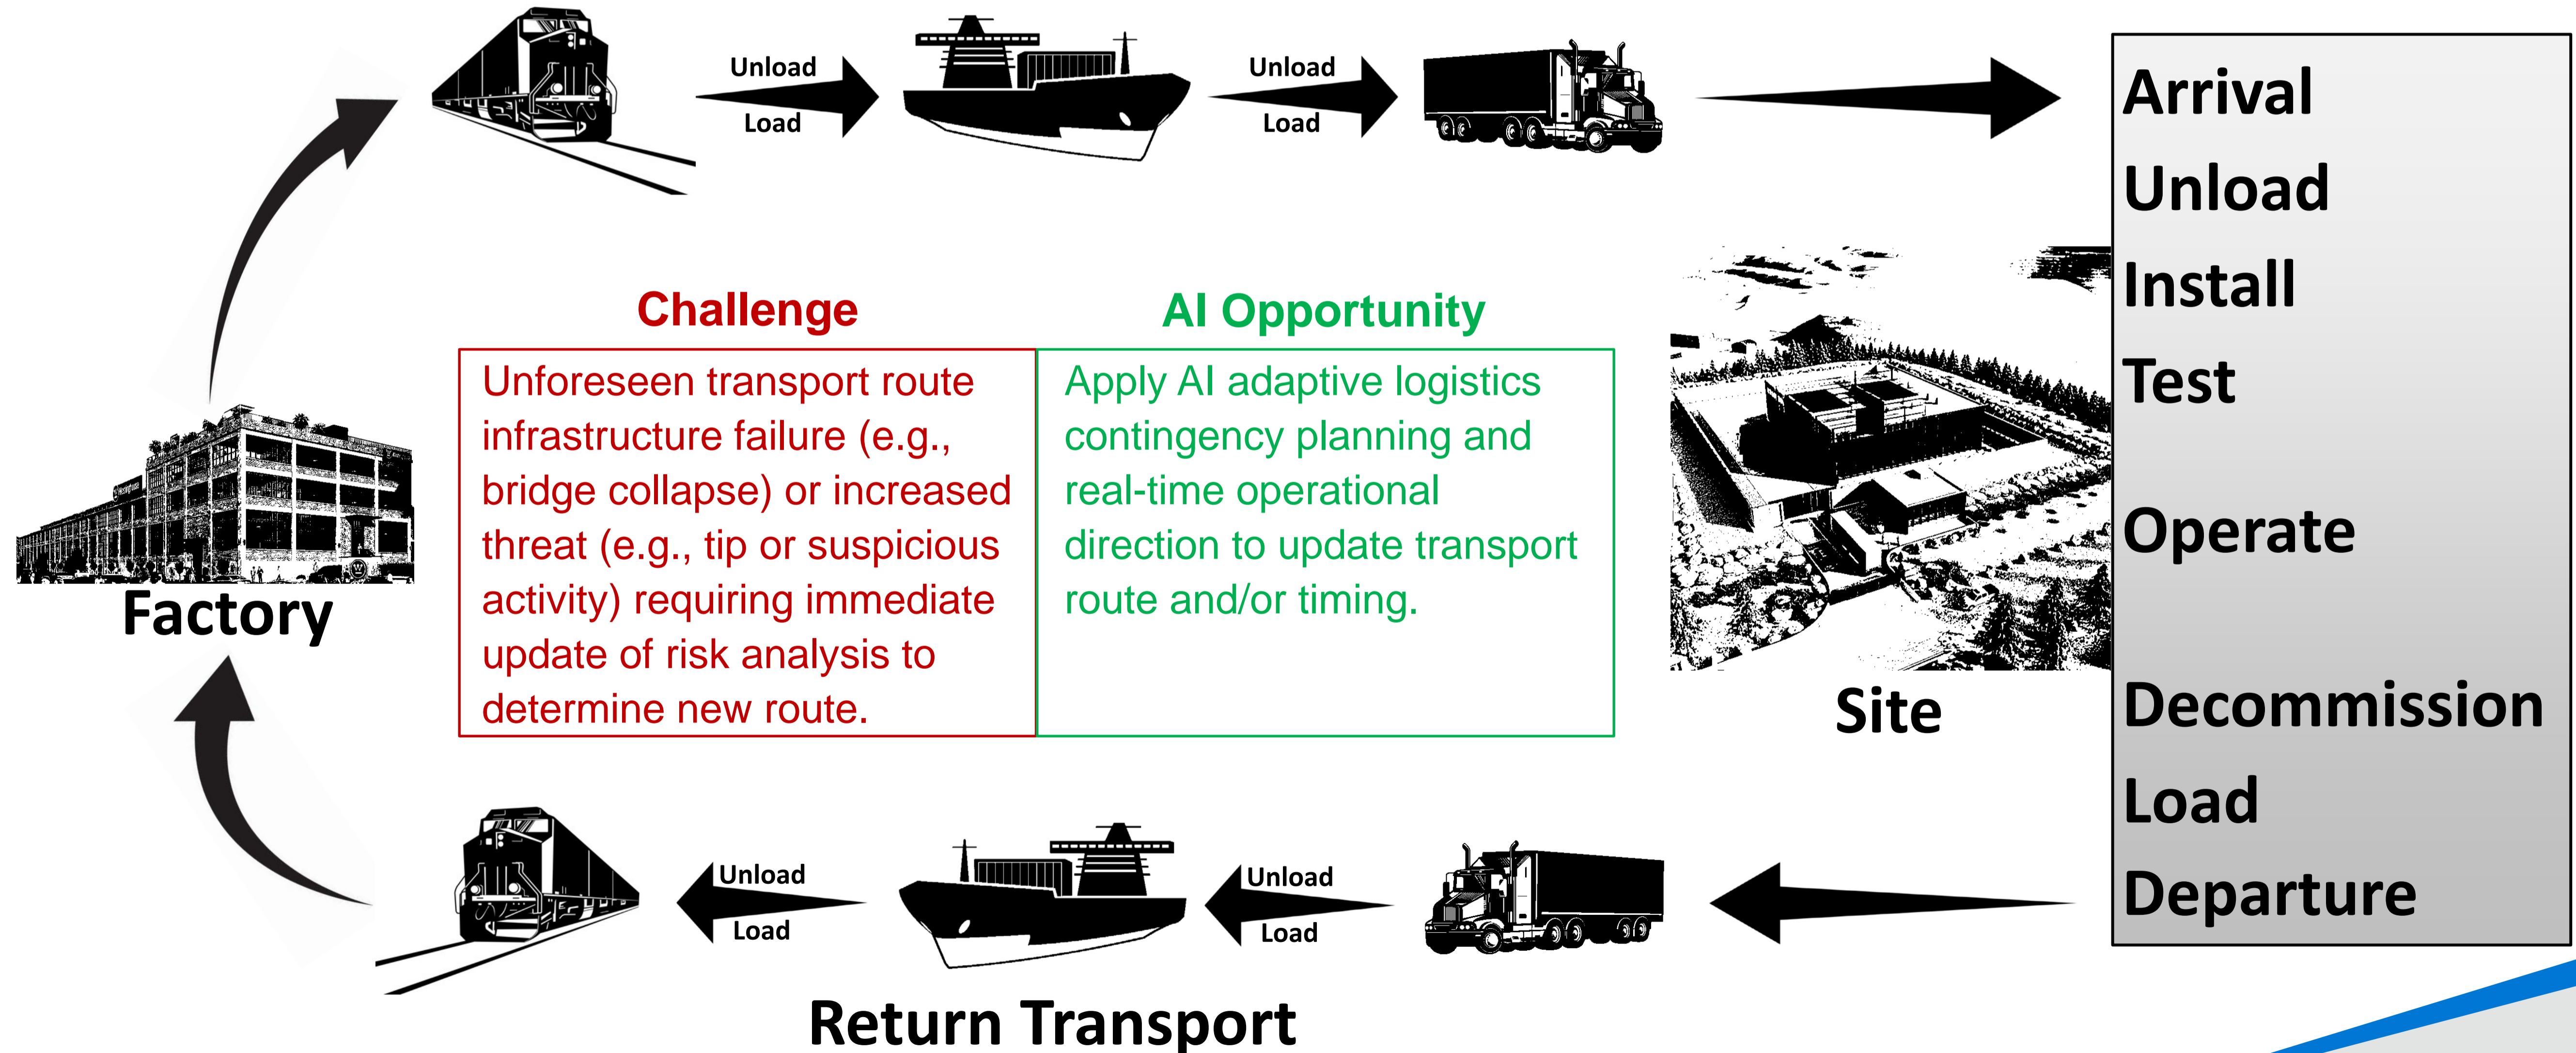 Unload
Load
Unload
Load
Arrival
Unload
Install
Test
Operate
Decommission
Load
Departure
Challenge
Unforeseen transport route
infrastructure failure (e.g.,
bridge collapse) or increased
threat (e.g., tip or suspicious
activity) requiring immediate
update of risk analysis to
determine new route.
AI Opportunity
Apply AI adaptive logistics
contingency planning and
real-time operational
direction to update transport
route and/or timing.
Factory
Site
Unload
Load
Unload
Load
Return Transport